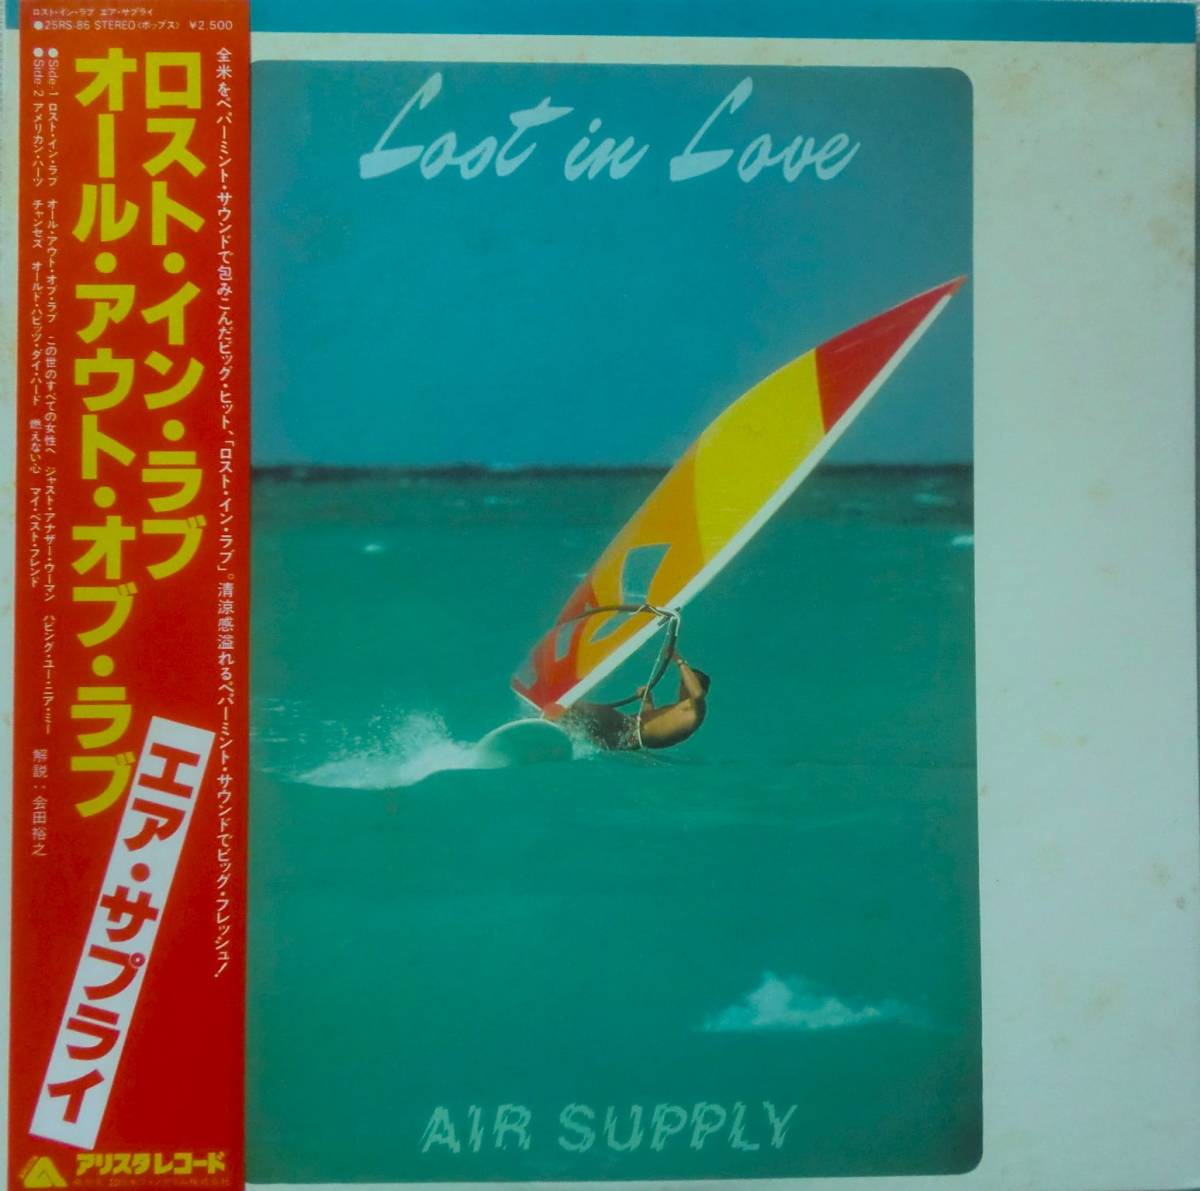 ロスト・イン・ラブ エア・サプライ
●25RS-86 STEREO〈ポップス〉 ¥2,500
全米をペパーミント・サウンドで包みこんだビッグ・ヒット、「ロスト・イン・ラブ」。清涼感溢れるペパーミント・サウンドでビッグ・フレッシュ!
ロスト・イン・ラブ
オール・アウト・オブ・ラブ
エア・サプライ
●Side-1 ロスト・イン・ラブ オール・アウト・オブ・ラブ この世のすべての女性へ ジャスト・アナザー・ウーマン ハビング・ユー・ニア・ミー
●Side-2 アメリカン・ハーツ チャンセズ オールド・ハビッツ・ダイ・ハード 燃えない心 マイ・ベスト・フレンド
解説:会田裕之
アリスタレコード
Lost in Love
AIR SUPPLY